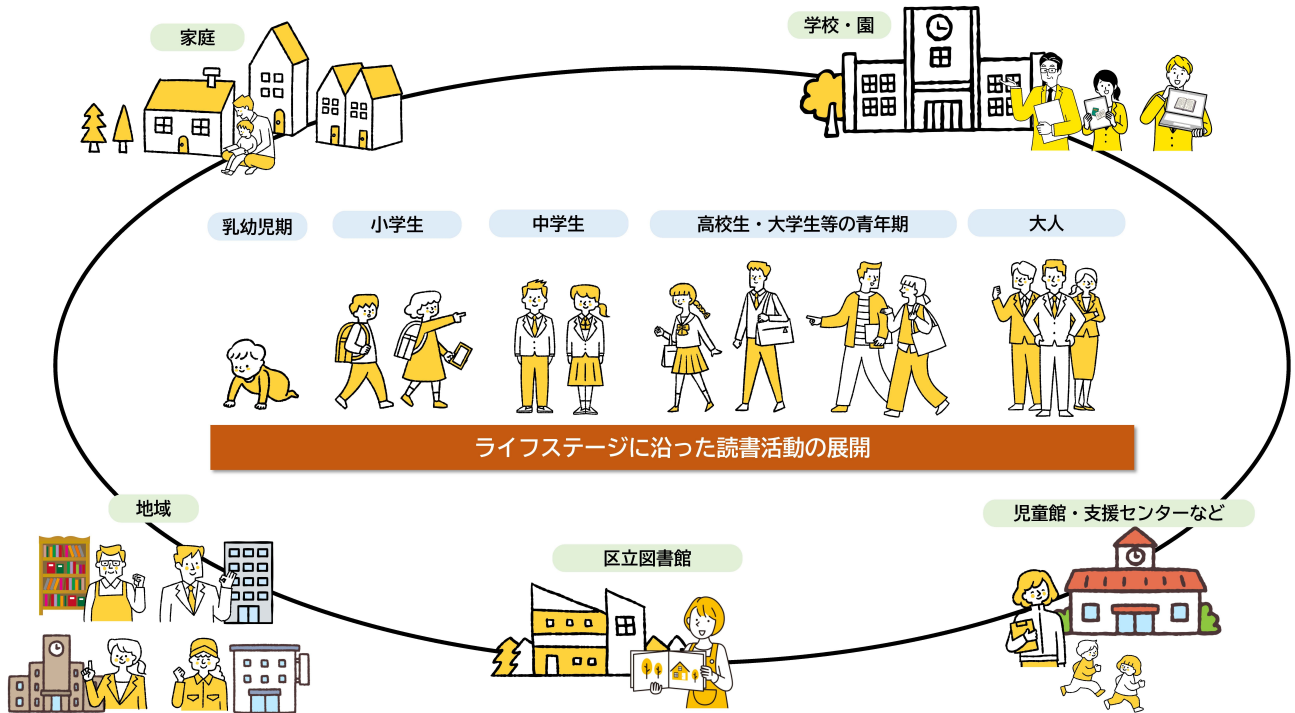 家庭
学校・園
乳幼児期
小学生
中学生
高校生・大学生等の青年期
大人
ライフステージに沿った読書活動の展開
地域
区立図書館
児童館・支援センターなど